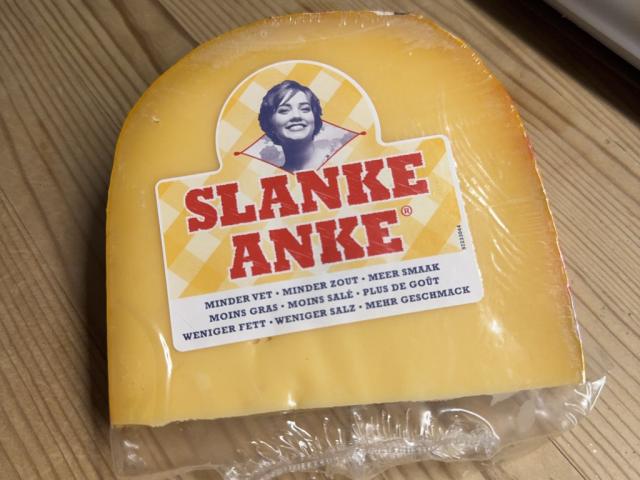 SLANKE
ANKE®
MINDER VET • MINDER ZOUT • MEER SMAAK
MOINS GRAS • MOINS SALÉ • PLUS DE GOÛT
WENIGER FETT • WENIGER SALZ • MEHR GESCHMACK